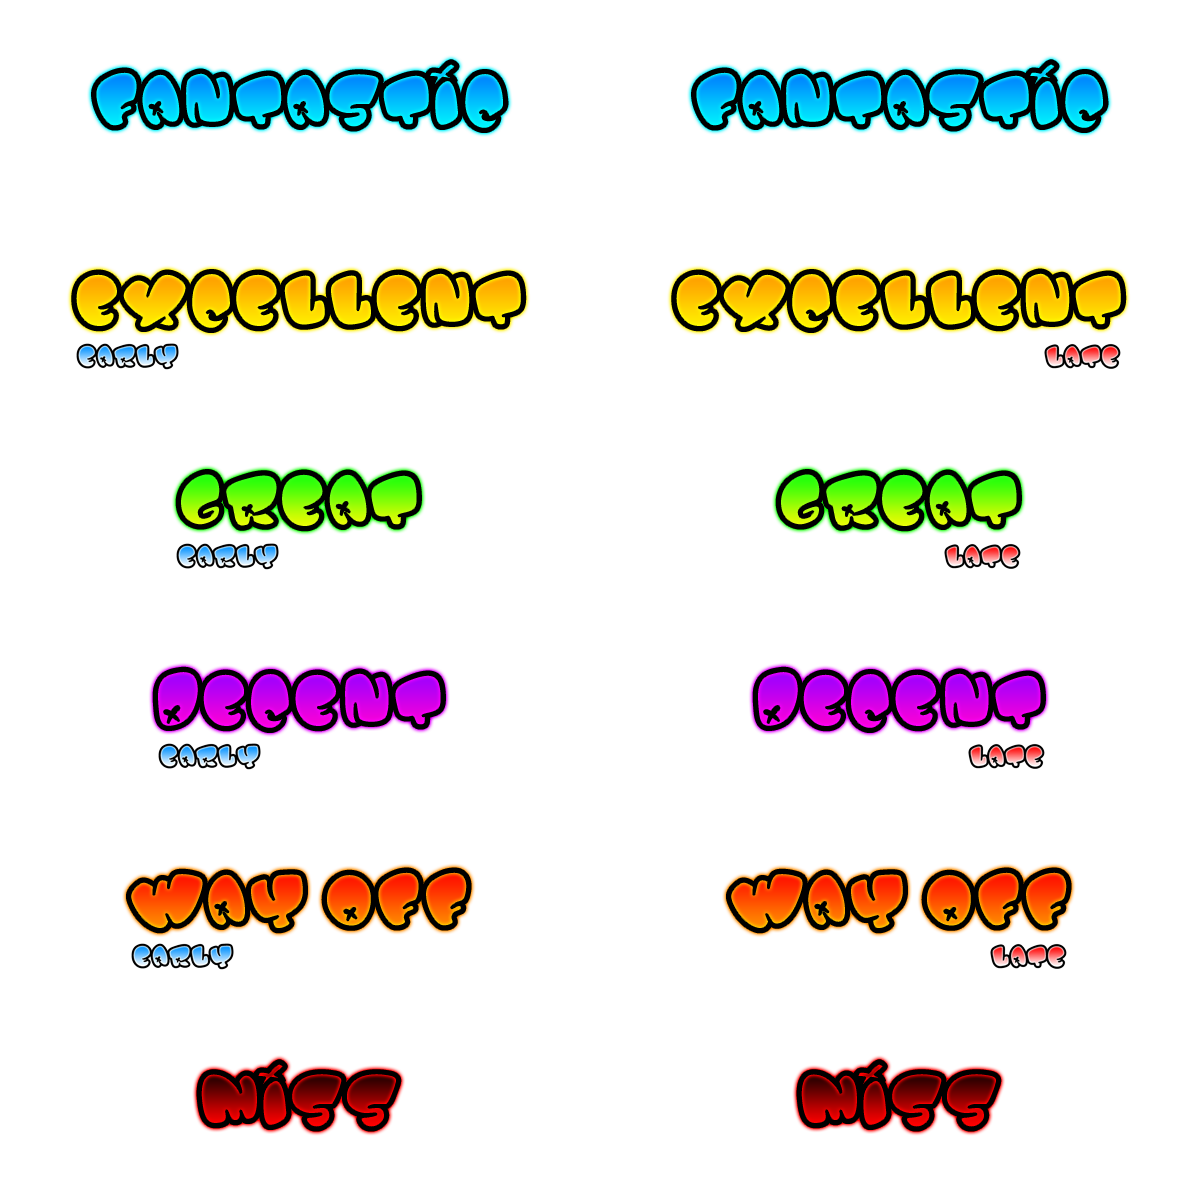 FANTASTIC FANTASTIC
EXCELLENT EXCELLENT
EARLY LATE
GREAT GREAT
EARLY LATE
DECENT DECENT
EARLY LATE
WAY OFF WAY OFF
EARLY LATE
MISS MISS